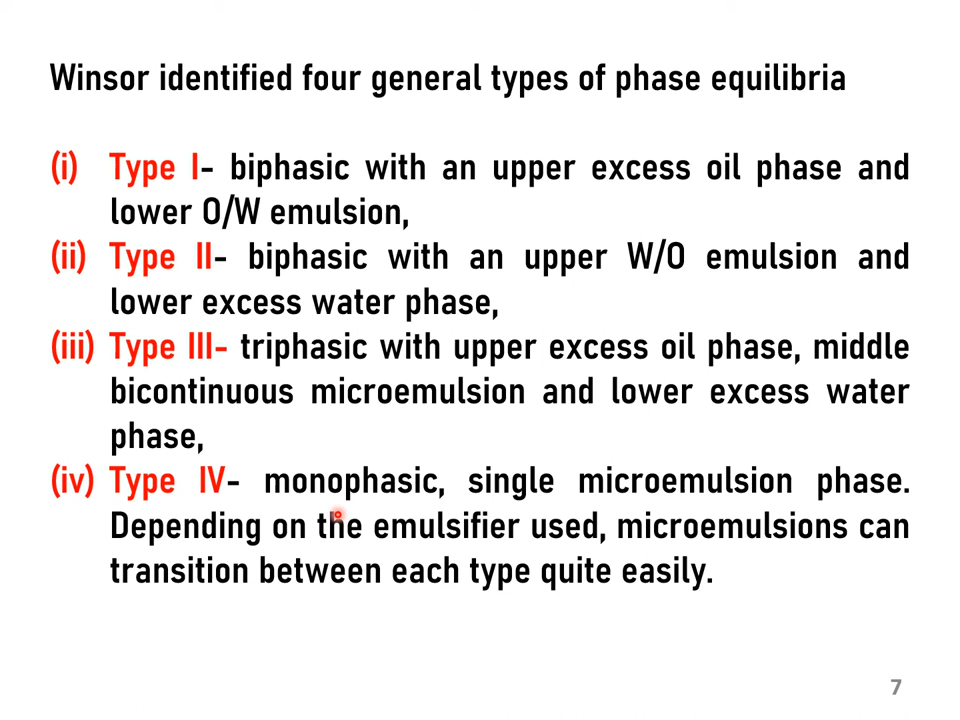 Winsor identified four general types of phase equilibria
(i) Type I- biphasic with an upper excess oil phase and
lower O/W emulsion,
(ii) Type II- biphasic with an upper W/O emulsion and
lower excess water phase,
(iii) Type III- triphasic with upper excess oil phase, middle
bicontinuous microemulsion and lower excess water
phase,
(iv) Type IV- monophasic, single microemulsion phase.
Depending on the emulsifier used, microemulsions can
transition between each type quite easily.
7